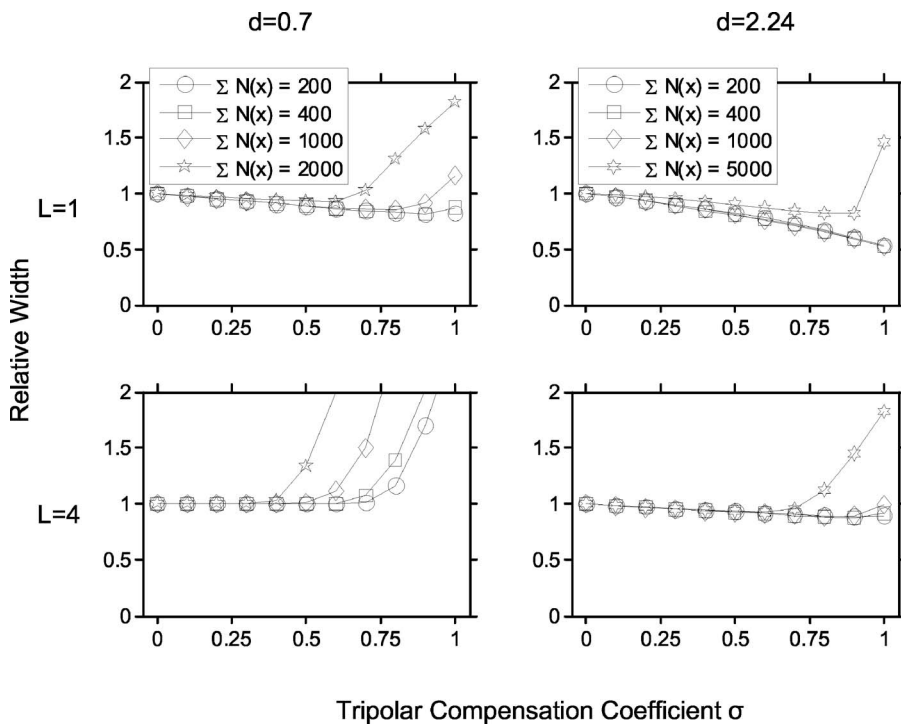 d=0.7
d=2.24
Σ N(x) = 200
Σ N(x) = 400
Σ N(x) = 1000
Σ N(x) = 2000
Σ N(x) = 200
Σ N(x) = 400
Σ N(x) = 1000
Σ N(x) = 5000
L=1
L=4
Relative Width
2
1.5
1
0.5
0
0 0.25 0.5 0.75 1
2
1.5
1
0.5
0
0 0.25 0.5 0.75 1
2
1.5
1
0.5
0
0 0.25 0.5 0.75 1
2
1.5
1
0.5
0
0 0.25 0.5 0.75 1
Tripolar Compensation Coefficient σ